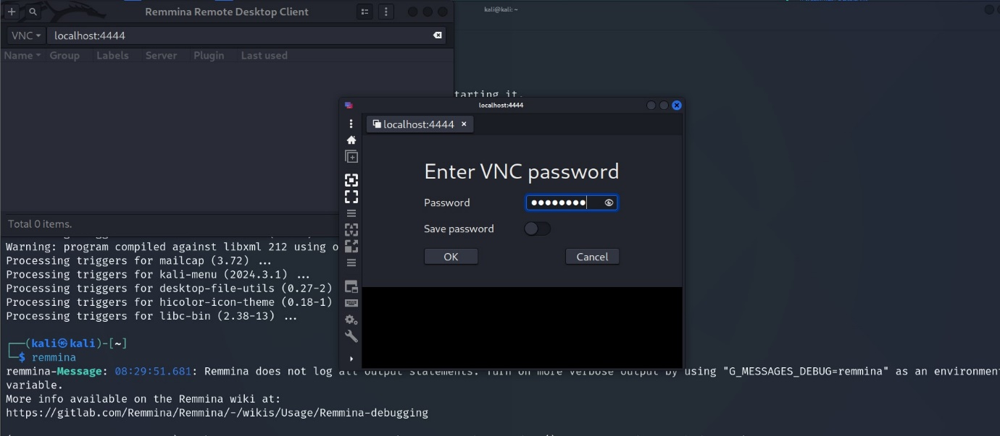 Remmina Remote Desktop Client
kali@kali: ~
VNC
localhost:4444
Name Group Labels Server Plugin Last used
tarting it.
localhost:4444
localhost:4444
Enter VNC password
Password
Save password
OK Cancel
Total 0 items.
Warning: program compiled against libxml 212 using o
Processing triggers for mailcap (3.72) ...
Processing triggers for kali-menu (2024.3.1) ...
Processing triggers for desktop-file-utils (0.27-2)
Processing triggers for hicolor-icon-theme (0.18-1)
Processing triggers for libc-bin (2.38-13) ...
┌──(kali㉿kali)-[~]
└─$ remmina
remmina-Message: 08:29:51.681: Remmina does not log all output statements. Turn on more verbose output by using "G_MESSAGES_DEBUG=remmina" as an environment
variable.
More info available on the Remmina wiki at:
https://gitlab.com/Remmina/Remmina/-/wikis/Usage/Remmina-debugging